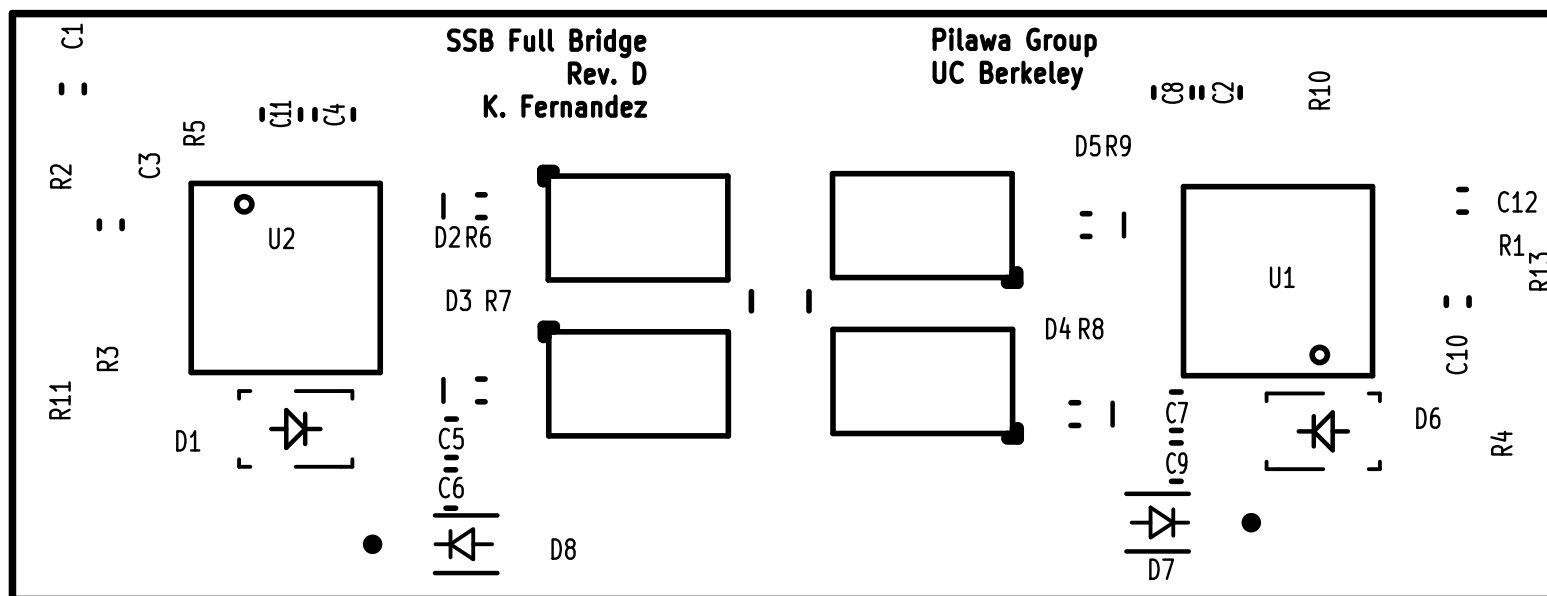 C1
SSB Full Bridge
Rev. D
K. Fernandez
Pilawa Group
UC Berkeley
C11
C4
C8
C2
R10
R5
R2
C3
D5
R9
U2
D2
R6
C12
R1
R13
U1
D3
R7
D4
R8
R3
C10
R11
D1
C5
C7
D6
R4
C6
C9
D8
D7